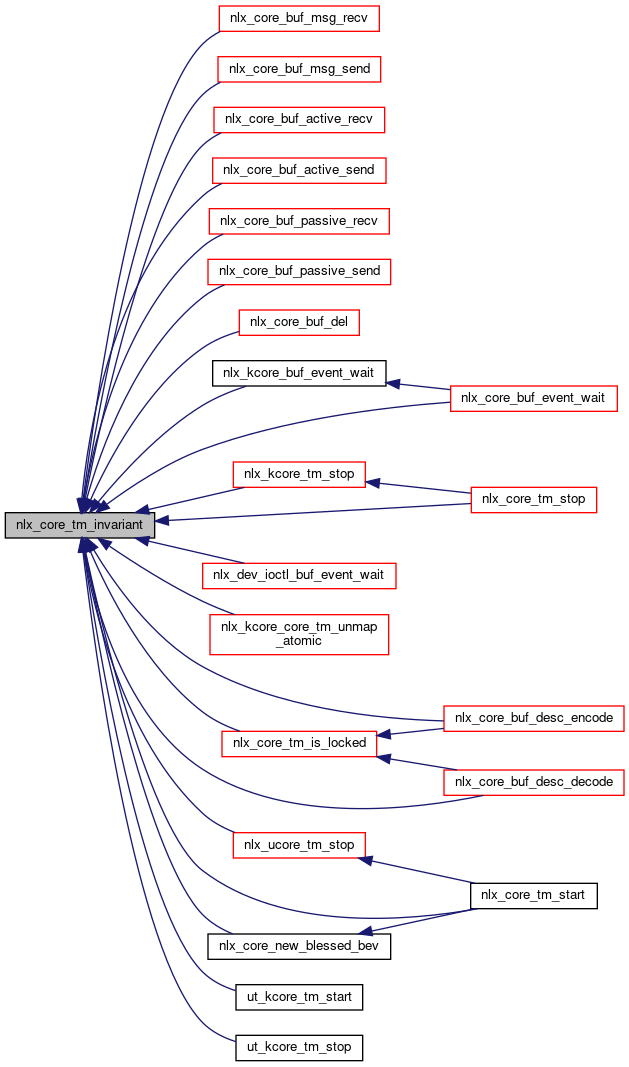 nlx_core_buf_msg_recv
nlx_core_buf_msg_send
nlx_core_buf_active_recv
nlx_core_buf_active_send
nlx_core_buf_passive_recv
nlx_core_buf_passive_send
nlx_core_buf_del
nlx_kcore_buf_event_wait
nlx_core_buf_event_wait
nlx_kcore_tm_stop
nlx_core_tm_stop
nlx_core_tm_invariant
nlx_dev_ioctl_buf_event_wait
nlx_kcore_core_tm_unmap
_atomic
nlx_core_buf_desc_encode
nlx_core_tm_is_locked
nlx_core_buf_desc_decode
nlx_ucore_tm_stop
nlx_core_tm_start
nlx_core_new_blessed_bev
ut_kcore_tm_start
ut_kcore_tm_stop